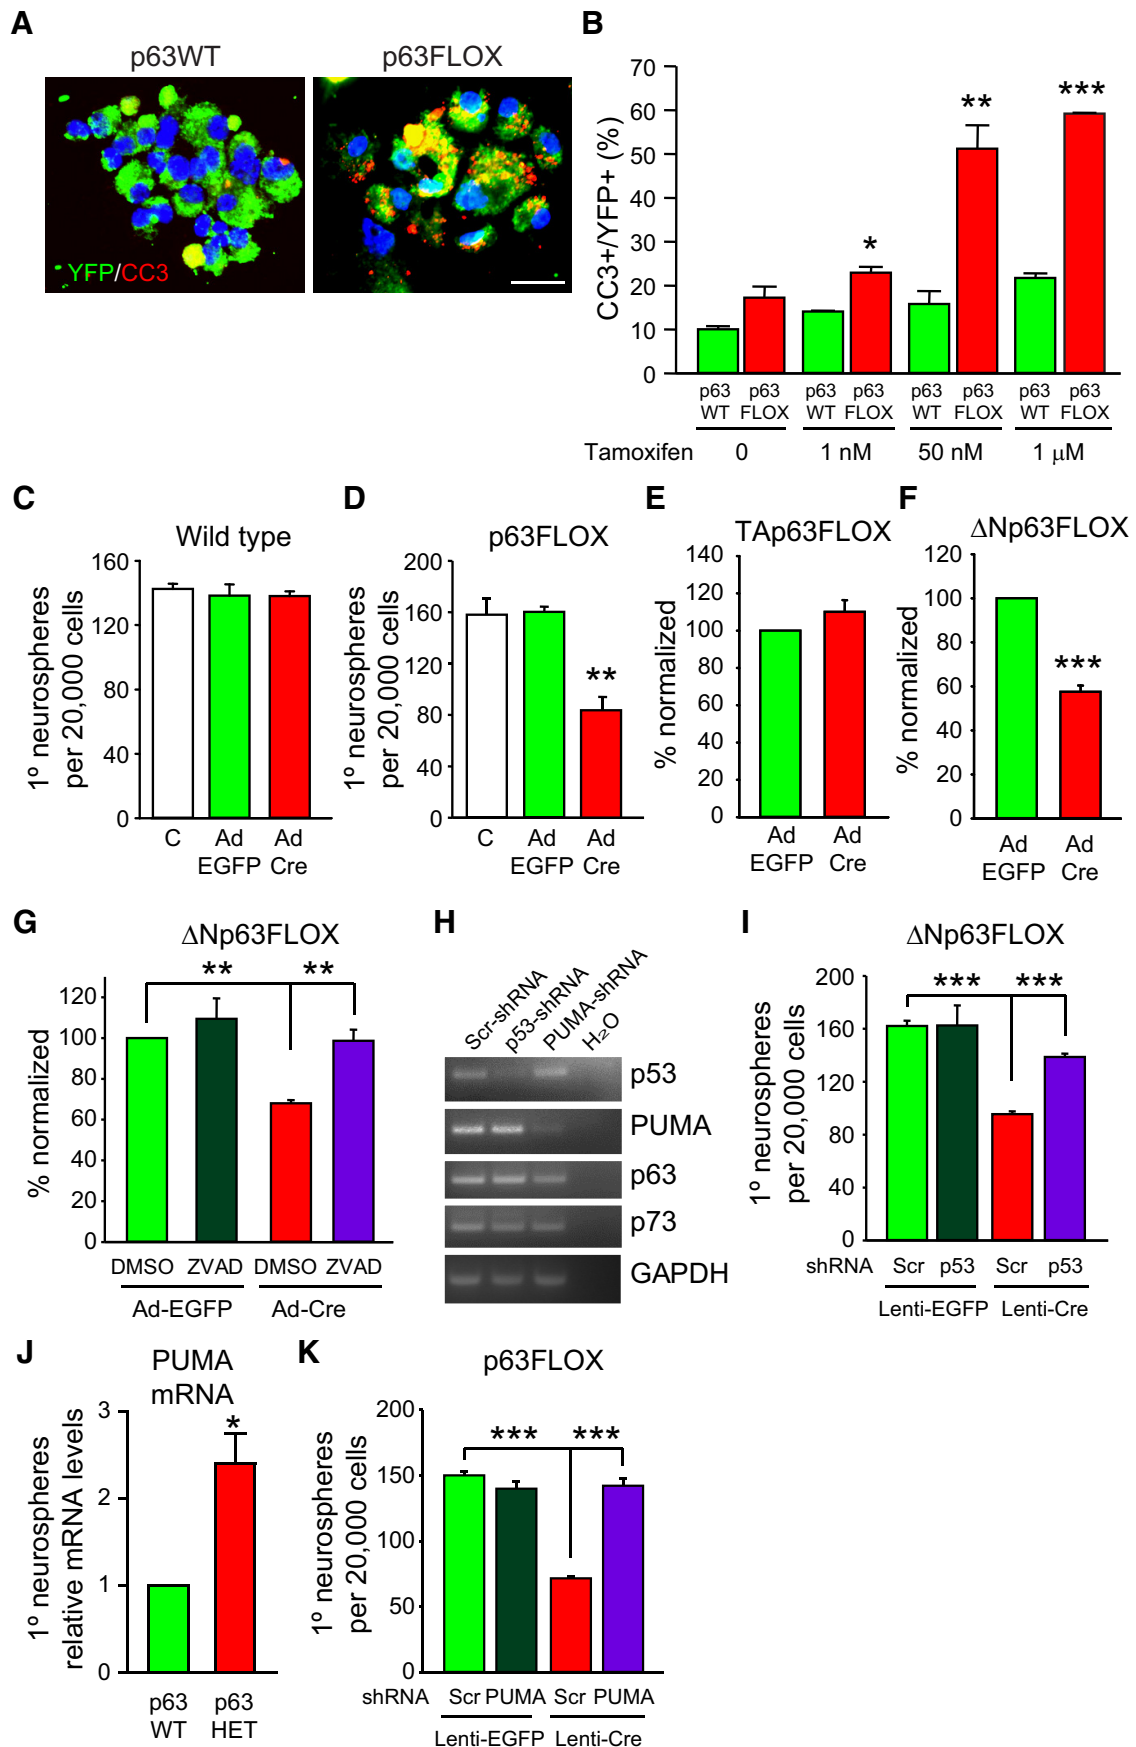 A
p63WT
p63FLOX
YFP/CC3
B
CC3+/YFP+ (%)
70
60
50
40
30
20
10
0
*
**
***
p63 WT
p63 FLOX
p63 WT
p63 FLOX
p63 WT
p63 FLOX
p63 WT
p63 FLOX
Tamoxifen 0 1 nM 50 nM 1 µM
C
Wild type
1º neurospheres
per 20,000 cells
160
120
80
40
0
C
Ad EGFP
Ad Cre
D
p63FLOX
1º neurospheres
per 20,000 cells
200
160
120
80
40
0
**
C
Ad EGFP
Ad Cre
E
TAp63FLOX
% normalized
140
120
100
80
60
40
20
0
Ad EGFP
Ad Cre
F
ΔNp63FLOX
% normalized
120
100
80
60
40
20
0
***
Ad EGFP
Ad Cre
G
ΔNp63FLOX
% normalized
120
100
80
60
40
20
0
** **
DMSO ZVAD DMSO ZVAD
Ad-EGFP Ad-Cre
H
Scr-shRNA
p53-shRNA
PUMA-shRNA
H₂O
p53
PUMA
p63
p73
GAPDH
I
ΔNp63FLOX
1º neurospheres
per 20,000 cells
200
160
120
80
40
0
*** ***
shRNA Scr p53 Scr p53
Lenti-EGFP Lenti-Cre
J
PUMA
mRNA
1º neurospheres
relative mRNA levels
3
2
1
0
*
p63 WT
p63 HET
K
p63FLOX
1º neurospheres
per 20,000 cells
200
150
100
50
0
*** ***
shRNA Scr PUMA Scr PUMA
Lenti-EGFP Lenti-Cre